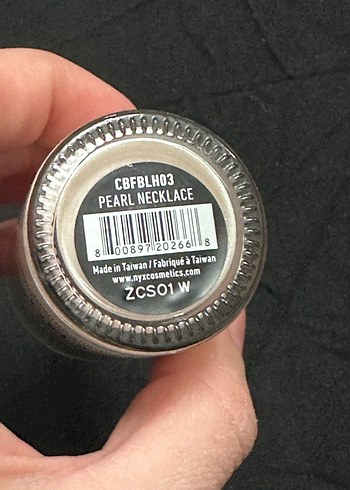 CBFBLH03
PEARL NECKLACE
8 00897 20266 8
Made in Taiwan / Fabriqué à Taiwan
www.nyxcosmetics.com
ZCS01 W